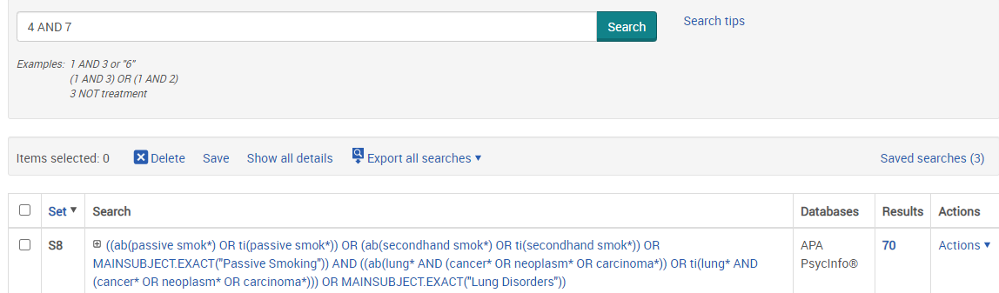 4 AND 7
Search
Search tips
Examples: 1 AND 3 or "6"
(1 AND 3) OR (1 AND 2)
3 NOT treatment
Items selected: 0 Delete Save Show all details Export all searches Saved searches (3)
Set Search Databases Results Actions
S8 ((ab(passive smok*) OR ti(passive smok*)) OR (ab(secondhand smok*) OR ti(secondhand smok*)) OR APA 70 Actions
MAINSUBJECT.EXACT("Passive Smoking")) AND ((ab(lung* AND (cancer* OR neoplasm* OR carcinoma*)) OR ti(lung* AND PsycInfo®
(cancer* OR neoplasm* OR carcinoma*))) OR MAINSUBJECT.EXACT("Lung Disorders"))